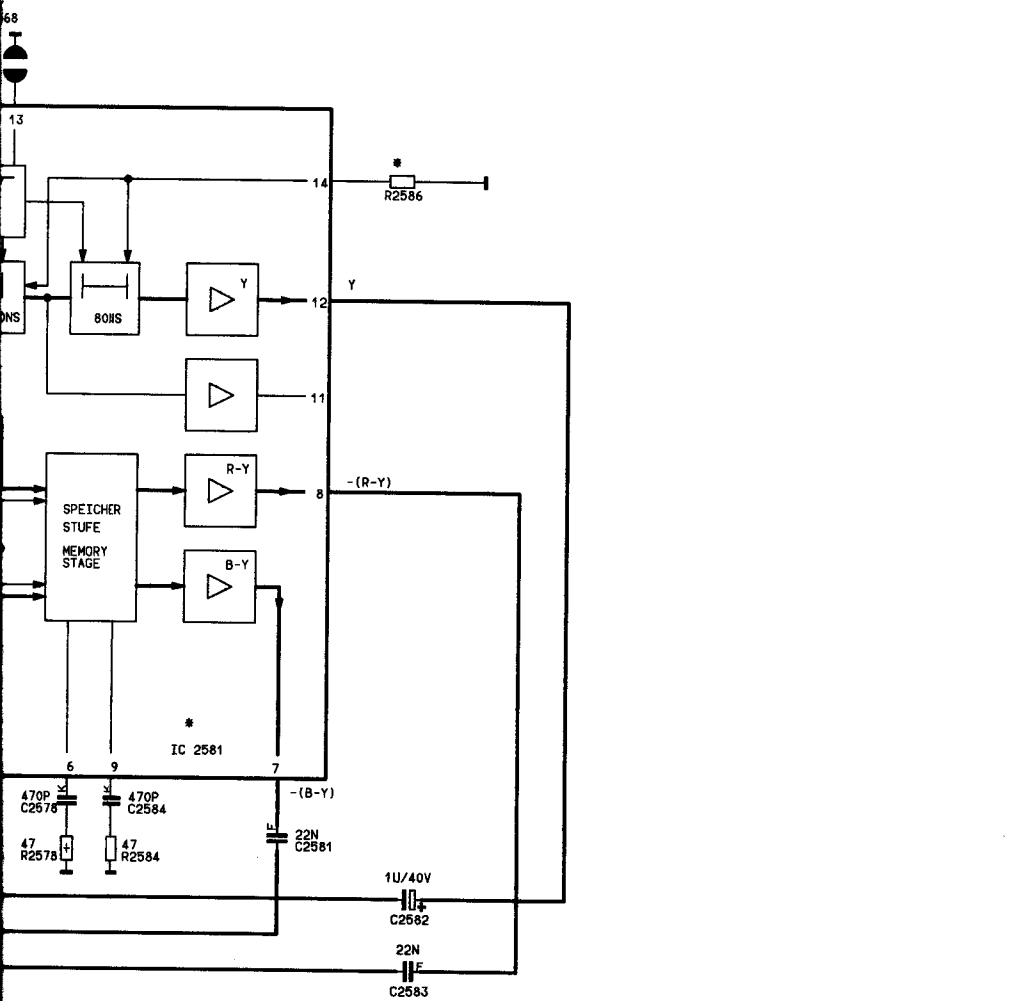 68
13
*
14
R2586
Y
Y
12
80NS
11
R-Y
-(R-Y)
8
SPEICHER
STUFE
MEMORY
STAGE
B-Y
*
IC 2581
6
9
7
-(B-Y)
K
K
470P
C2578
470P
C2584
F
22N
C2581
47
R2578
+
47
R2584
1U/40V
+
C2582
22N
F
C2583